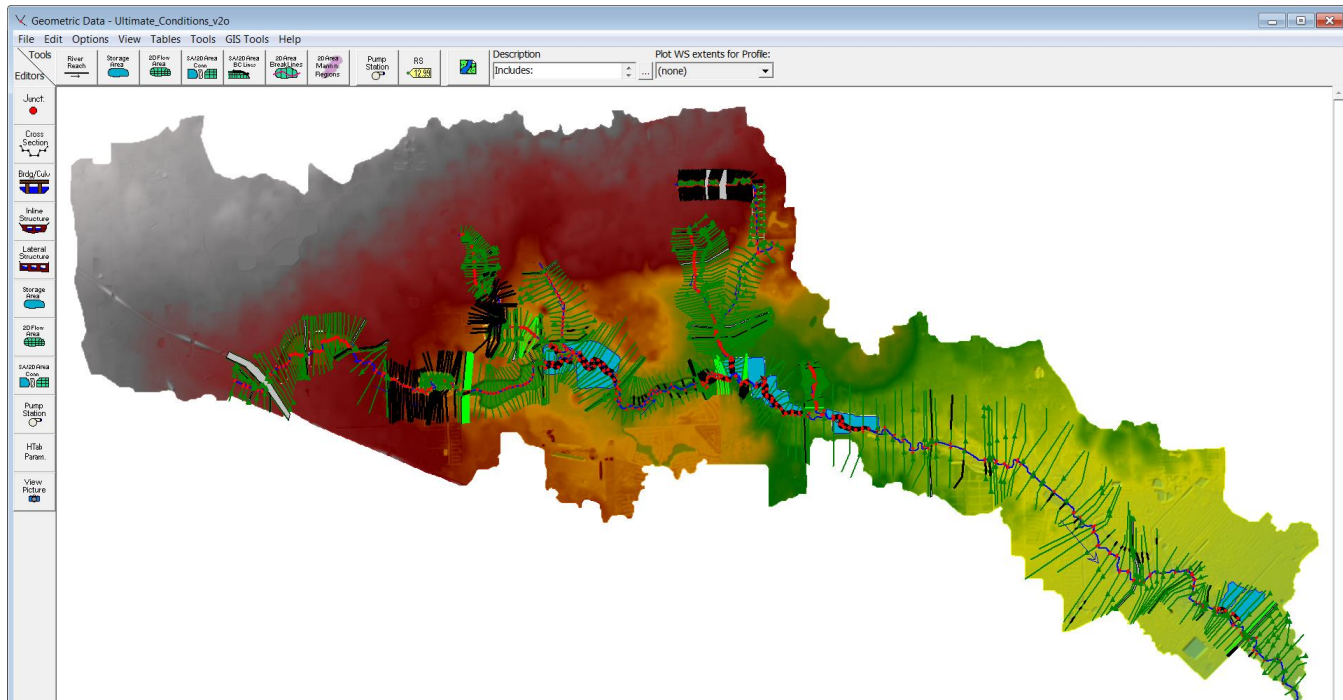 Geometric Data - Ultimate_Conditions_v2o
File Edit Options View Tables Tools GIS Tools Help
Tools
Editors
River
Reach
Storage
Area
2D Flow
Area
SA/2D Area
Conn
SA/2D Area
BC Lines
2D Area
BreakLines
2D Area
Mann n
Regions
Pump
Station
RS
12.99
Description
Includes:
...
Plot WS extents for Profile:
(none)
Junct.
Cross
Section
Brdg/Culv
Inline
Structure
Lateral
Structure
Storage
Area
2D Flow
Area
SA/2D Area
Conn
Pump
Station
HTab
Param.
View
Picture